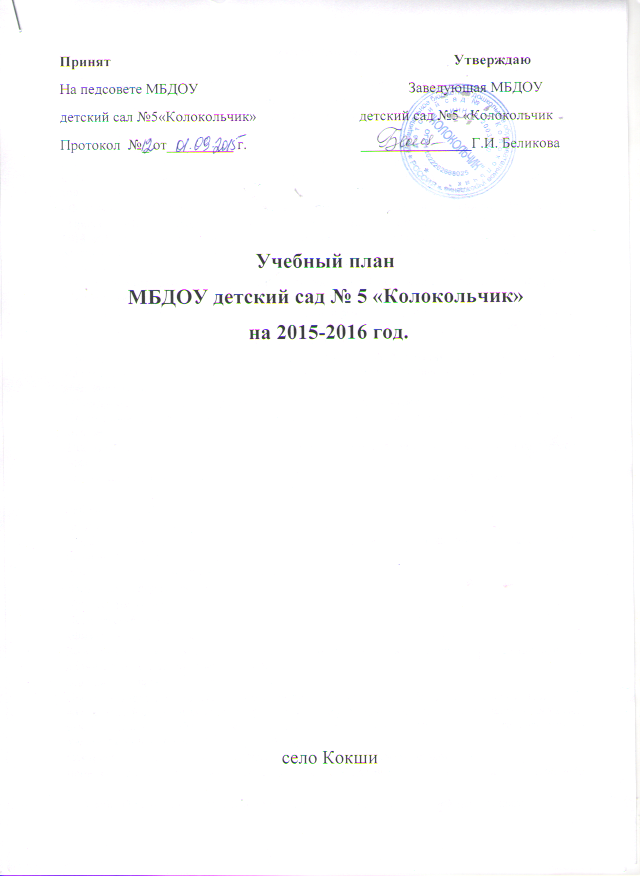 Принят Утверждаю
На педсовете МБДОУ Заведующая МБДОУ
детский сал №5«Колокольчик» детский сад №5 «Колокольчик
Протокол №12от 01.09.2015г. Г.И. Беликова
КОЛОКОЛЬЧИК
Учебный план
МБДОУ детский сад № 5 «Колокольчик»
на 2015-2016 год.
село Кокши